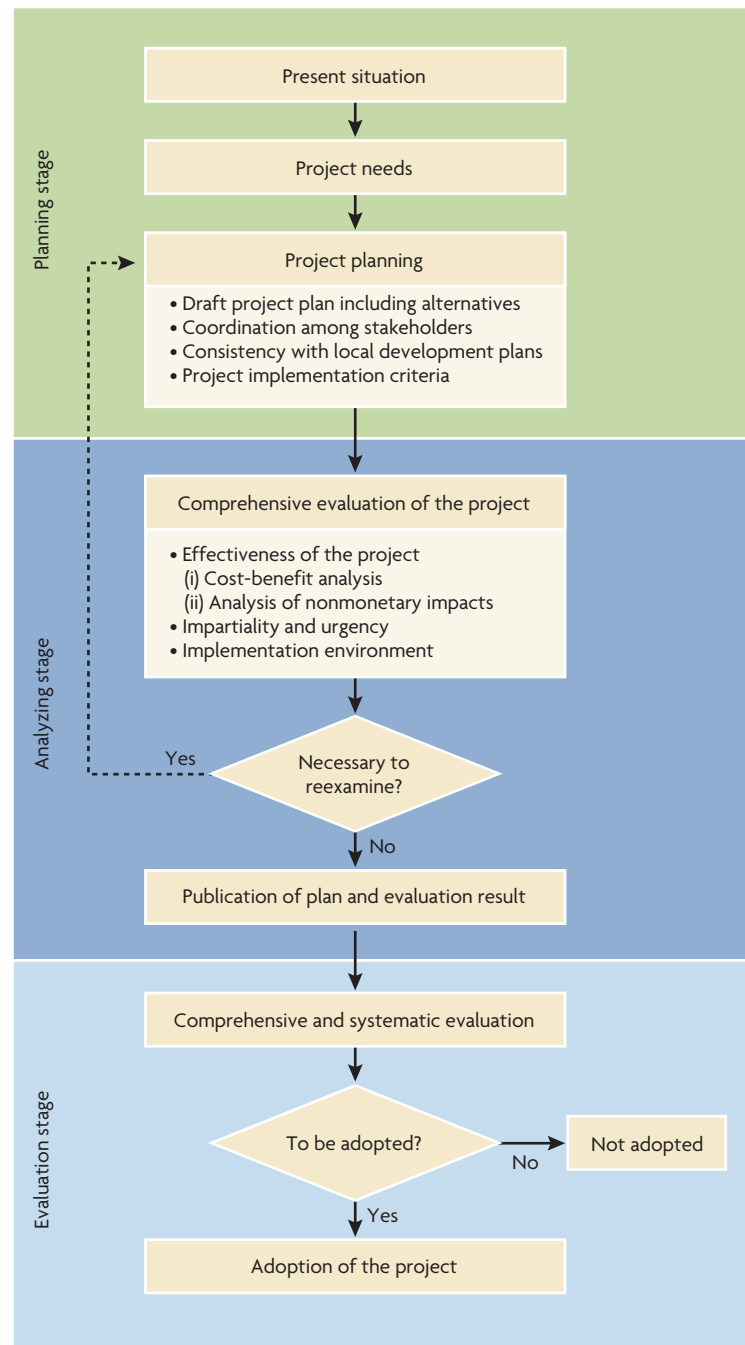 Planning stage
Present situation
Project needs
Project planning
• Draft project plan including alternatives
• Coordination among stakeholders
• Consistency with local development plans
• Project implementation criteria
Analyzing stage
Comprehensive evaluation of the project
• Effectiveness of the project
(i) Cost-benefit analysis
(ii) Analysis of nonmonetary impacts
• Impartiality and urgency
• Implementation environment
Yes
Necessary to
reexamine?
No
Publication of plan and evaluation result
Evaluation stage
Comprehensive and systematic evaluation
To be adopted?
No
Not adopted
Yes
Adoption of the project